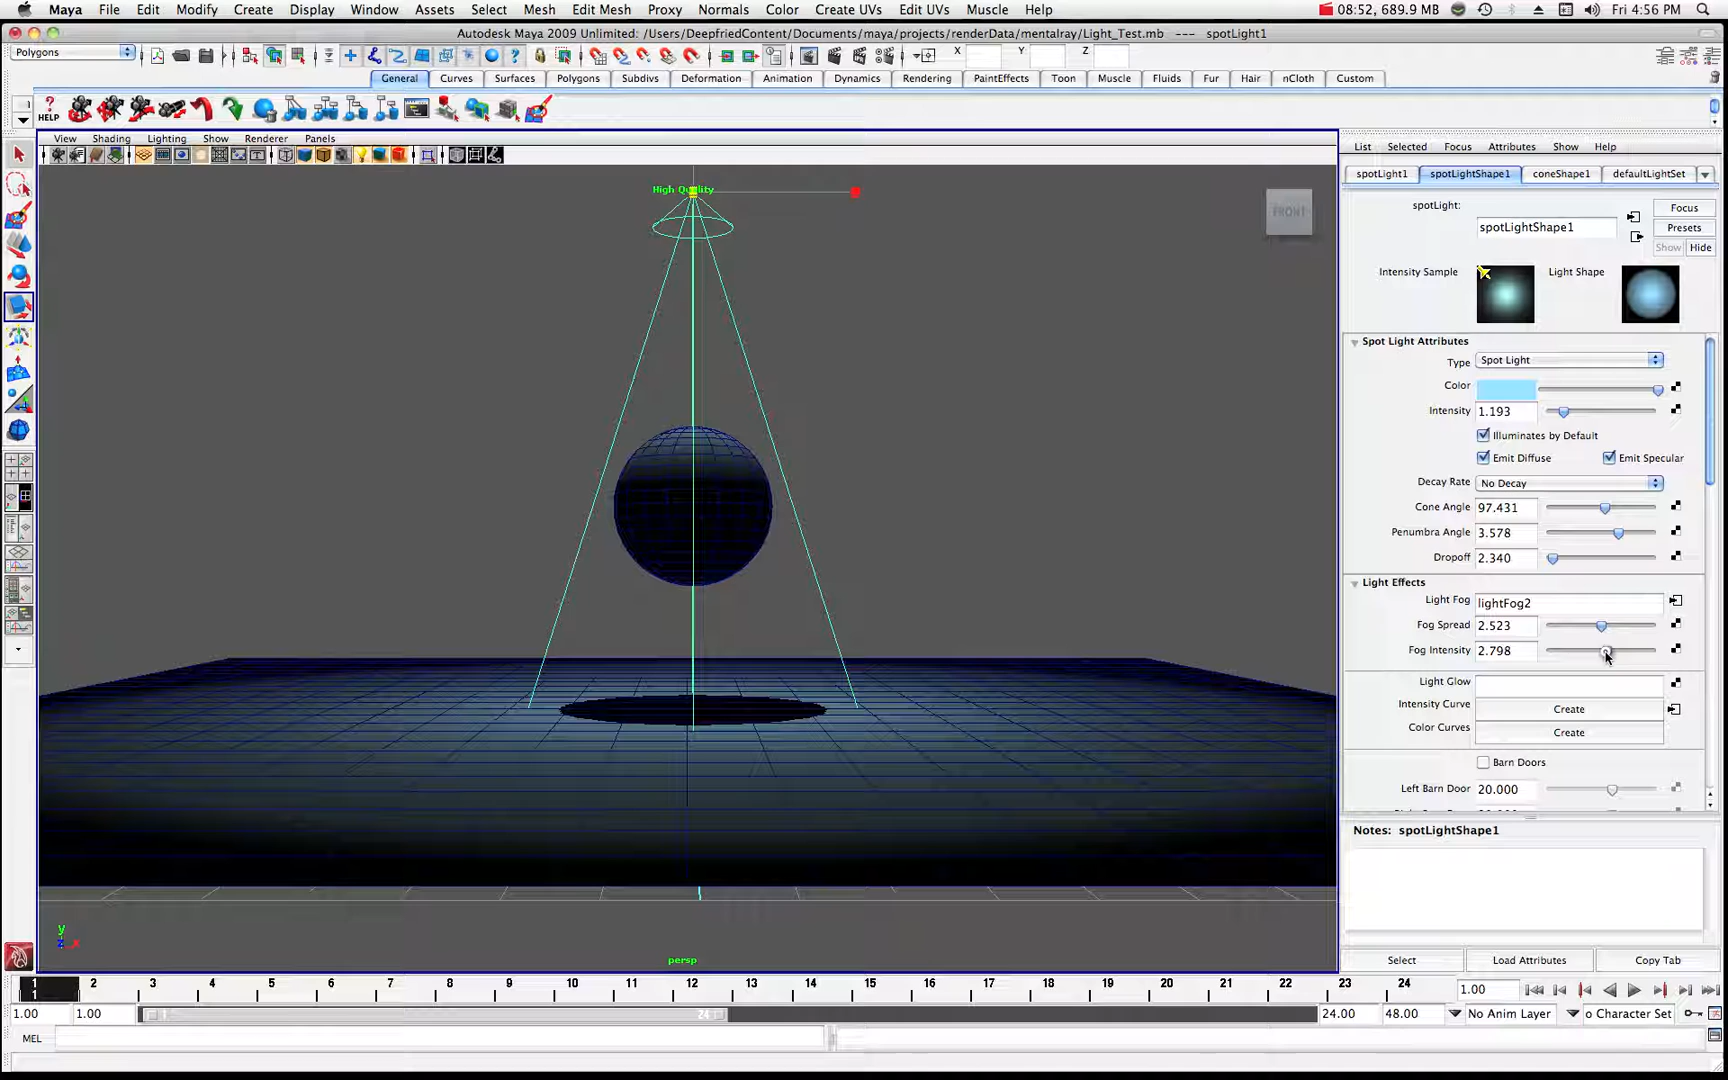 Maya File Edit Modify Create Display Window Assets Select Mesh Edit Mesh Proxy Normals Color Create UVs Edit UVs Muscle Help 08:52, 689.9 MB Fri 4:56 PM
Autodesk Maya 2009 Unlimited: /Users/DeepfriedContent/Documents/maya/projects/renderData/mentalray/Light_Test.mb --- spotLight1
Polygons X Y Z
General Curves Surfaces Polygons Subdivs Deformation Animation Dynamics Rendering PaintEffects Toon Muscle Fluids Fur Hair nCloth Custom
HELP
View Shading Lighting Show Renderer Panels
List Selected Focus Attributes Show Help
spotLight1 spotLightShape1 coneShape1 defaultLightSet
High Quality
FRONT
spotLight: spotLightShape1
Focus
Presets
Show Hide
Intensity Sample Light Shape
Spot Light Attributes
Type Spot Light
Color
Intensity 1.193
Illuminates by Default
Emit Diffuse Emit Specular
Decay Rate No Decay
Cone Angle 97.431
Penumbra Angle 3.578
Dropoff 2.340
Light Effects
Light Fog lightFog2
Fog Spread 2.523
Fog Intensity 2.798
Light Glow
Intensity Curve Create
Color Curves Create
Barn Doors
Left Barn Door 20.000
Notes: spotLightShape1
y
z x
persp
Select Load Attributes Copy Tab
1 2 3 4 5 6 7 8 9 10 11 12 13 14 15 16 17 18 19 20 21 22 23 24 1.00
1
1.00 1.00 24 24.00 48.00 No Anim Layer o Character Set
MEL